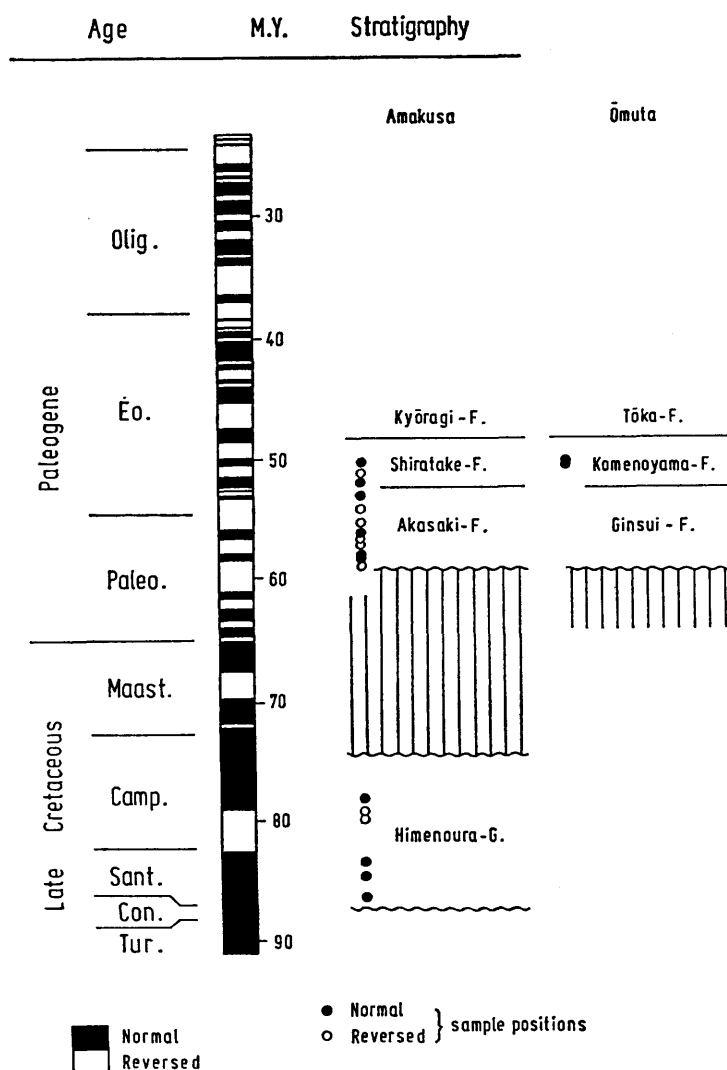 Age M.Y. Stratigraphy
Amakusa Ōmuta
30
Olig.
40
Paleogene
Éo.
Kyōragi-F. Tōka-F.
50
Shiratake-F. Komenoyama-F.
Akasaki-F. Ginsui-F.
60
Paleo.
Maast.
70
Late Cretaceous
Camp.
80
Himenoura-G.
Sant.
Con.
Tur.
90
Normal
Reversed
Normal
Reversed } sample positions